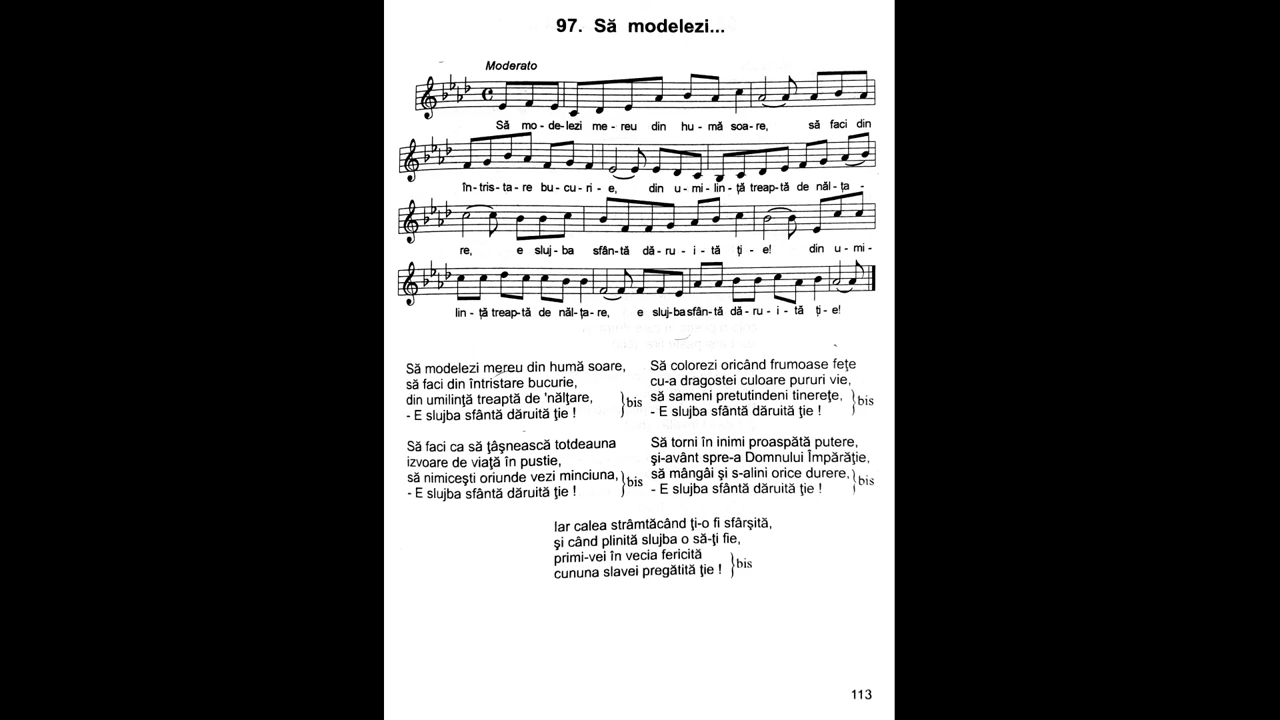 97. Să modelezi...
Moderato
Să mo-de-lezi me-reu din hu-mă soa-re, să faci din
în-tris-ta-re bu-cu-ri-e, din u-mi-lin-ţă treap-tă de năl-ţa-
re, e sluj-ba sfân-tă dă-ru-i-tă ţi-e! din u-mi-
lin-ţă treap-tă de năl-ţa-re, e sluj-ba sfân-tă dă-ru-i-tă ţi-e!
Să modelezi mereu din humă soare,
să faci din întristare bucurie,
din umilinţă treaptă de 'nălţare,
- E slujba sfântă dăruită ţie !
bis
Să colorezi oricând frumoase feţe
cu-a dragostei culoare pururi vie,
să sameni pretutindeni tinereţe,
- E slujba sfântă dăruită ţie !
bis
Să faci ca să ţâşnească totdeauna
izvoare de viaţă în pustie,
să nimiceşti oriunde vezi minciuna,
- E slujba sfântă dăruită ţie !
bis
Să torni în inimi proaspătă putere,
şi-avânt spre-a Domnului Împărăţie,
să mângâi şi s-alini orice durere,
- E slujba sfântă dăruită ţie !
bis
Iar calea strâmtăcând ţi-o fi sfârşită,
şi când plinită slujba o să-ţi fie,
primi-vei în vecia fericită
cununa slavei pregătită ţie !
bis
113